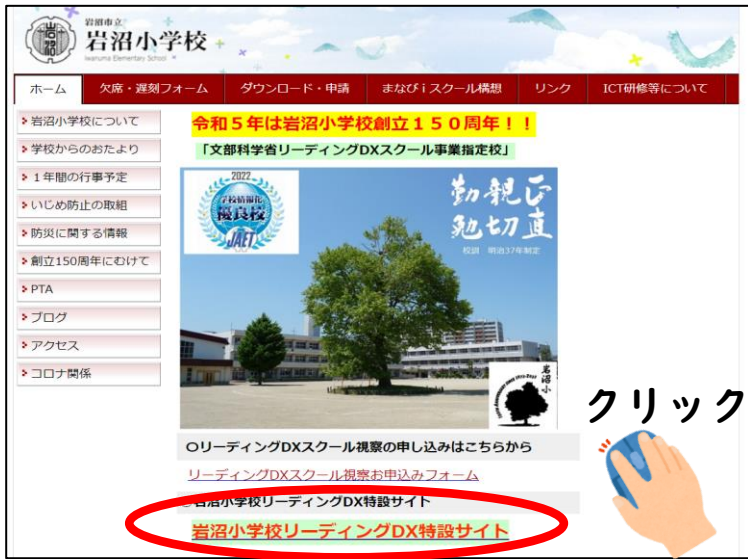 岩沼市立
岩沼小学校
Iwanuma Elementary School
ホーム 欠席・遅刻フォーム ダウンロード・申請 まなびｉスクール構想 リンク ICT研修等について
岩沼小学校について
学校からのおたより
１年間の行事予定
いじめ防止の取組
防災に関する情報
創立150周年にむけて
PTA
ブログ
アクセス
コロナ関係
令和５年は岩沼小学校創立１５０周年！！
「文部科学省リーディングDXスクール事業指定校」
2022
学校情報化
優良校
JAET
正直
親切
勤勉
校訓 明治37年制定
岩沼小
クリック
〇リーディングDXスクール視察の申し込みはこちらから
リーディングDXスクール視察お申込みフォーム
岩沼小学校リーディングDX特設サイト
岩沼小学校リーディングDX特設サイト